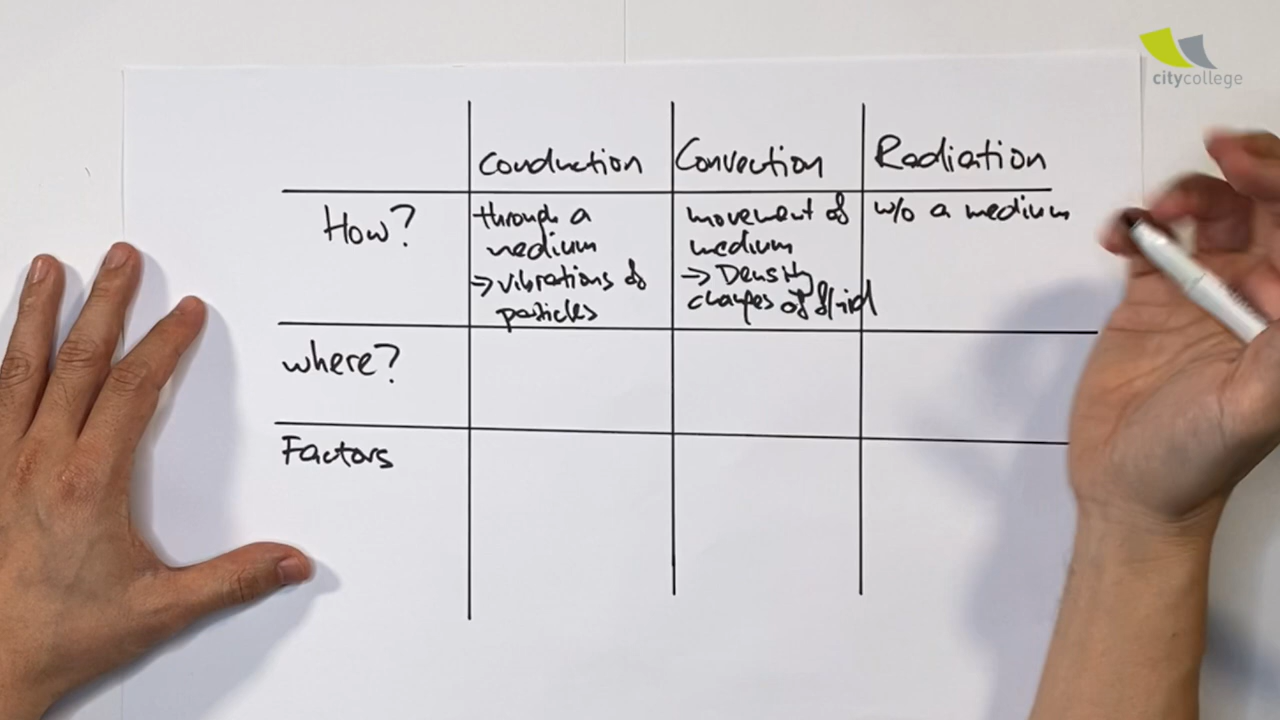 citycollege
Conduction Convection Radiation
How?
through a
medium
→ vibrations of
particles
movement of
medium
→ Density
changes of fluid
w/o a medium
where?
Factors